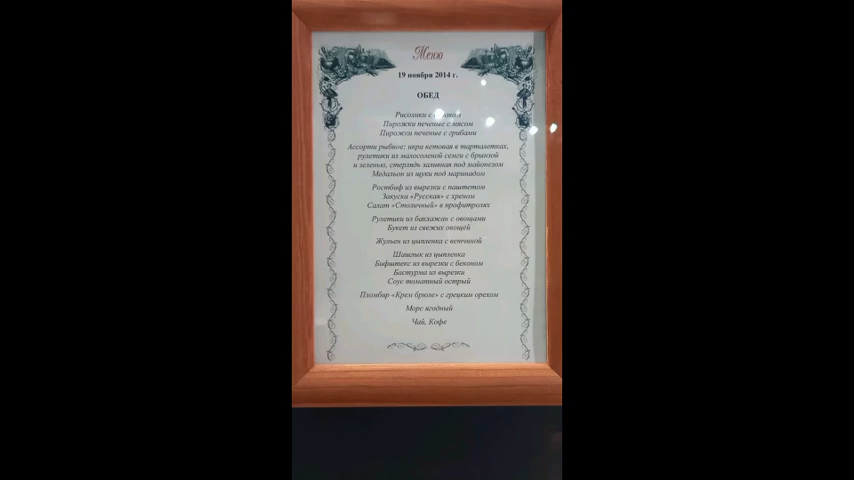 Меню
19 ноября 2014 г.
ОБЕД
Рисолики с
Пирожки печеные с мясом
Пирожки печеные с грибами
Ассорти рыбное: икра кетовая в тарталетках,
рулетики из малосоленой семги с брынзой
и зеленью, стерлядь заливная под майонезом
Медальон из щуки под маринадом
Ростбиф из вырезки с паштетом
Закуска «Русская» с хреном
Салат «Столичный» в профитролях
Рулетики из баклажан с овощами
Букет из свежих овощей
Жульен из цыпленка с ветчиной
Шашлык из цыпленка
Бифштекс из вырезки с беконом
Бастурма из вырезки
Соус томатный острый
Пломбир «Крем брюле» с грецким орехом
Морс ягодный
Чай, Кофе